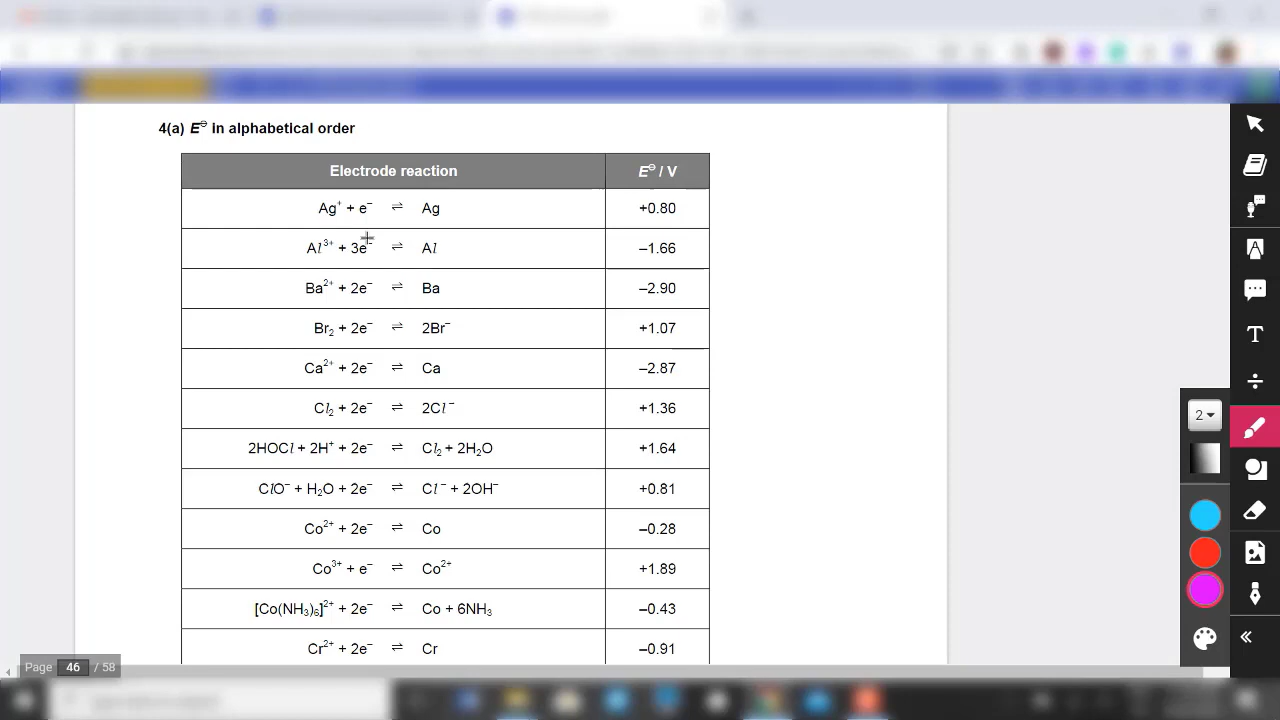 4(a) E⦵ in alphabetical order
Electrode reaction E⦵ / V
Ag⁺ + e⁻ ⇌ Ag +0.80
Al³⁺ + 3e⁻ ⇌ Al –1.66
Ba²⁺ + 2e⁻ ⇌ Ba –2.90
Br₂ + 2e⁻ ⇌ 2Br⁻ +1.07
Ca²⁺ + 2e⁻ ⇌ Ca –2.87
Cl₂ + 2e⁻ ⇌ 2Cl⁻ +1.36
2HOCl + 2H⁺ + 2e⁻ ⇌ Cl₂ + 2H₂O +1.64
ClO⁻ + H₂O + 2e⁻ ⇌ Cl⁻ + 2OH⁻ +0.81
Co²⁺ + 2e⁻ ⇌ Co –0.28
Co³⁺ + e⁻ ⇌ Co²⁺ +1.89
[Co(NH₃)₆]²⁺ + 2e⁻ ⇌ Co + 6NH₃ –0.43
Cr²⁺ + 2e⁻ ⇌ Cr –0.91
Page 46 / 58
2
T
A